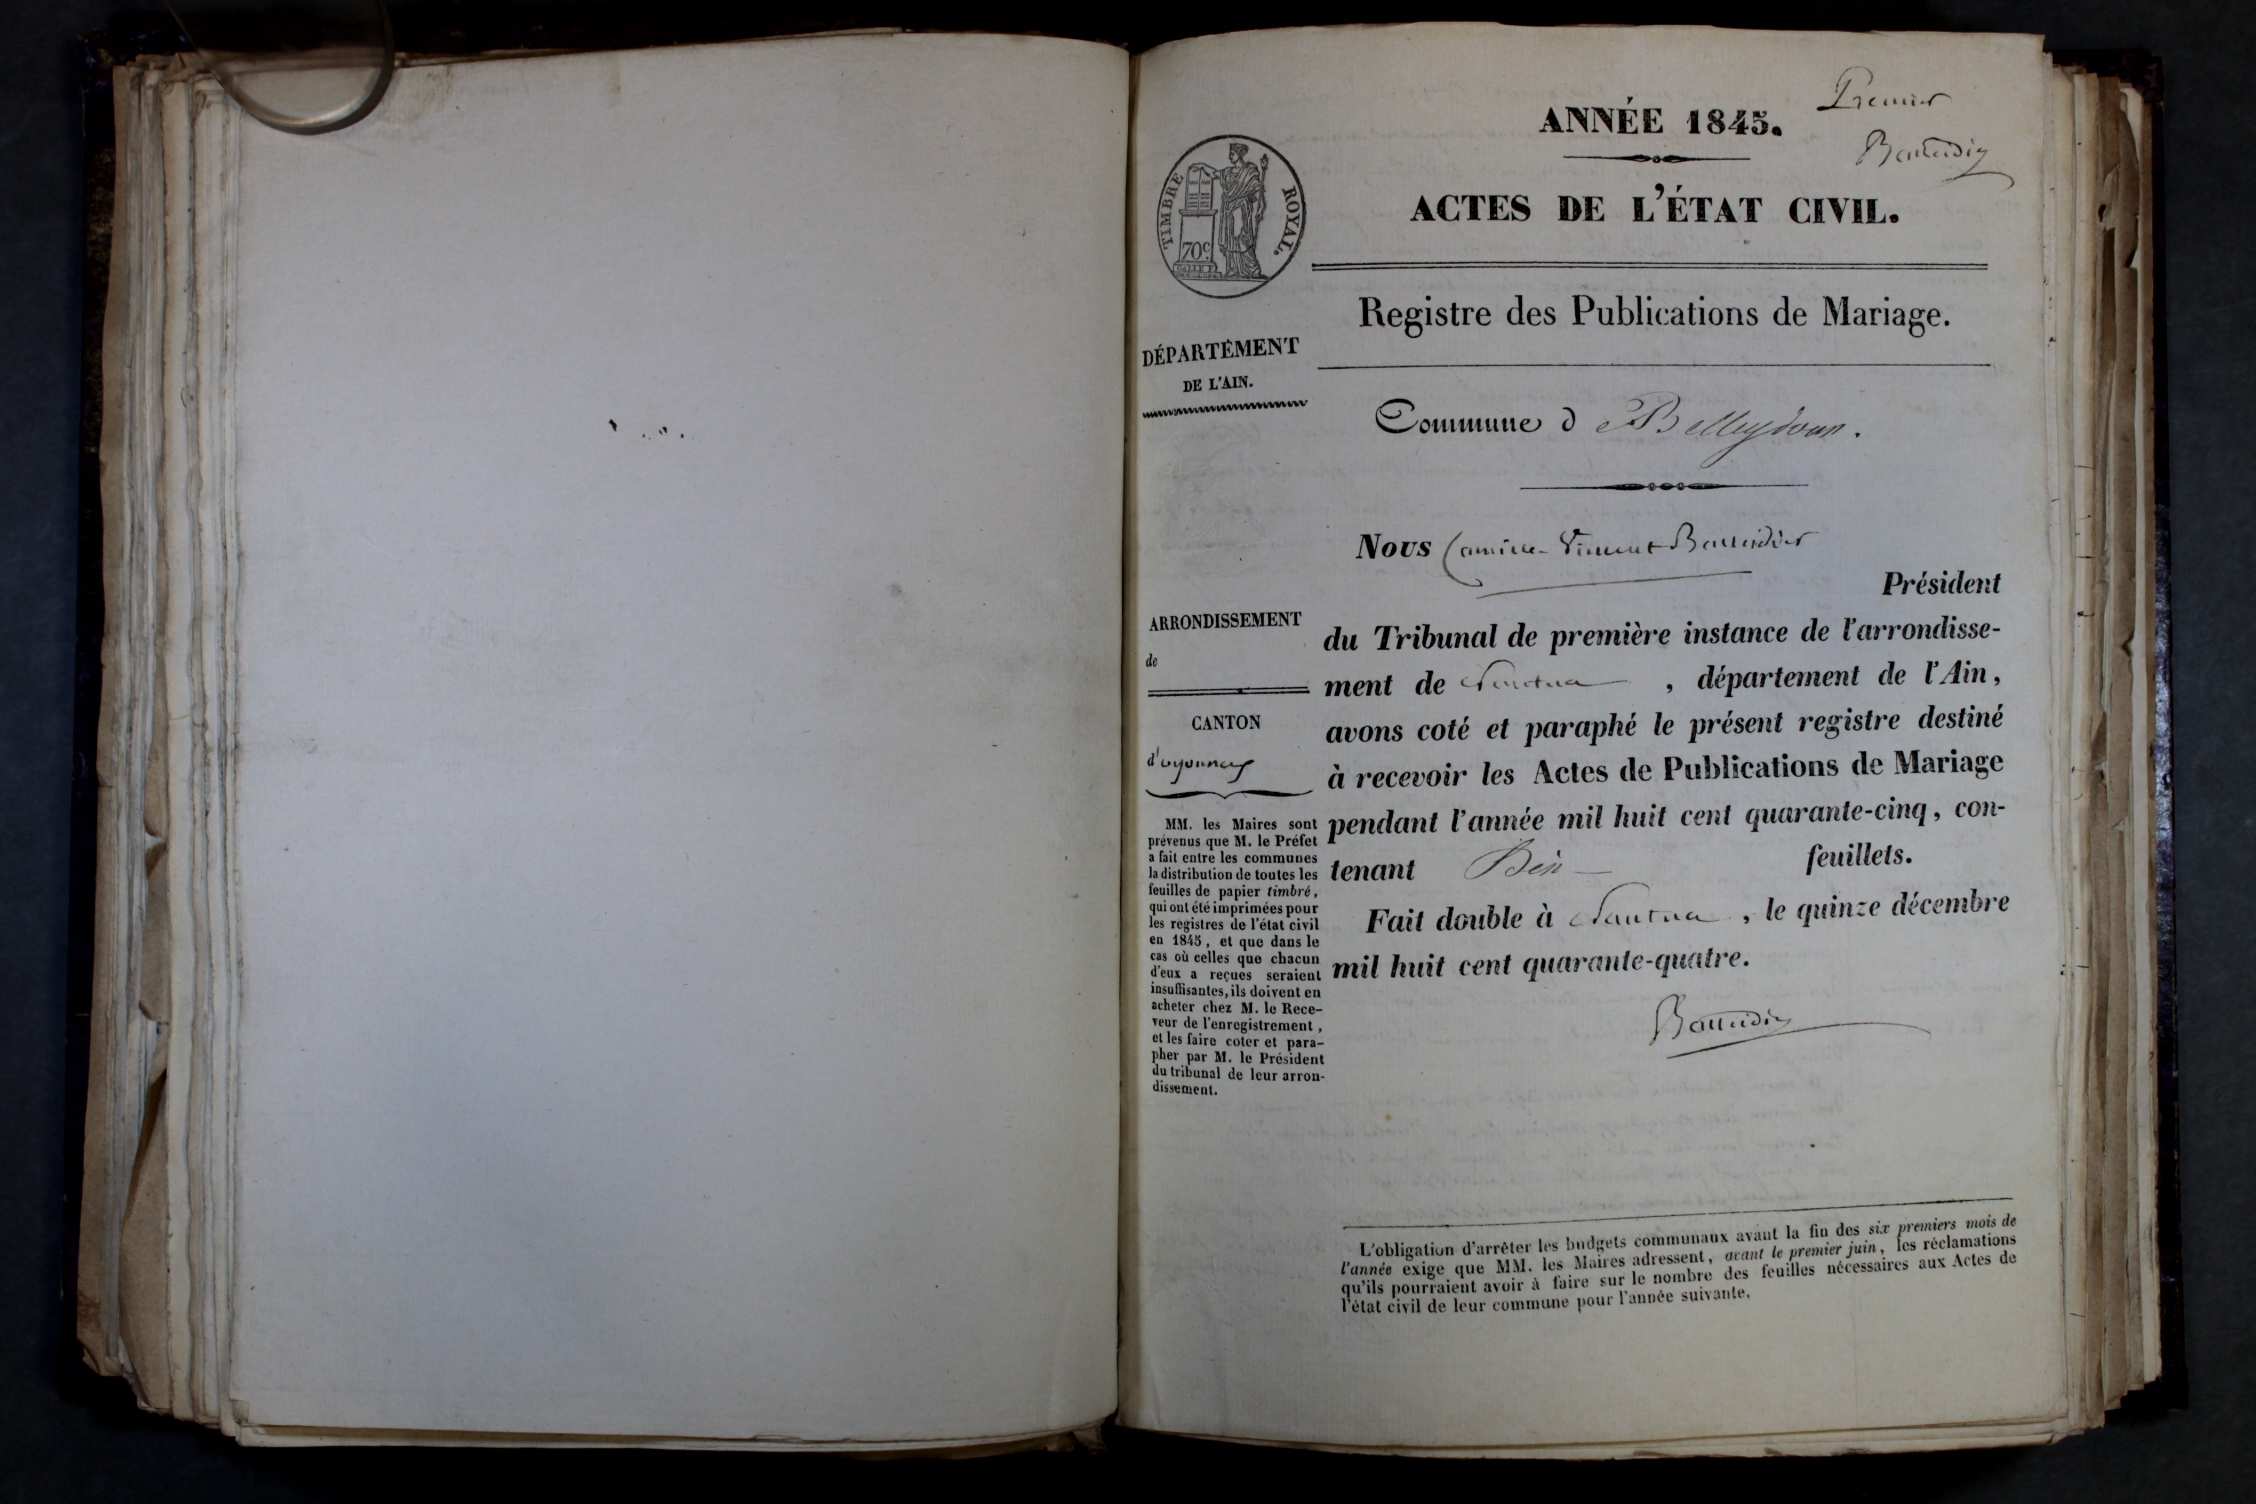 Premier
ANNÉE 1845.
ACTES DE L'ÉTAT CIVIL.
TIMBRE ROYAL.
70c
Registre des Publications de Mariage.
DÉPARTEMENT
DE L'AIN.
Commune de Belleydoux.
Nous Camille Vincent
Président
ARRONDISSEMENT
de
du Tribunal de première instance de l'arrondisse-
ment de Nantua, département de l'Ain,
CANTON
d'oyonnax
avons coté et paraphé le présent registre destiné
à recevoir les Actes de Publications de Mariage
pendant l'année mil huit cent quarante-cinq, con-
tenant feuillets.
Fait double à Nantua, le quinze décembre
mil huit cent quarante-quatre.
MM. les Maires sont
prévenus que M. le Préfet
a fait entre les communes
la distribution de toutes les
feuilles de papier timbré,
qui ont été imprimées pour
les registres de l'état civil
en 1845, et que dans le
cas où celles que chacun
d'eux a reçues seraient
insuffisantes, ils doivent en
acheter chez M. le Rece-
veur de l'enregistrement,
et les faire coter et para-
pher par M. le Président
du tribunal de leur arron-
dissement.
L'obligation d'arrêter les budgets communaux avant la fin des six premiers mois de
l'année exige que MM. les Maires adressent, avant le premier juin, les réclamations
qu'ils pourraient avoir à faire sur le nombre des feuilles nécessaires aux Actes de
l'état civil de leur commune pour l'année suivante.